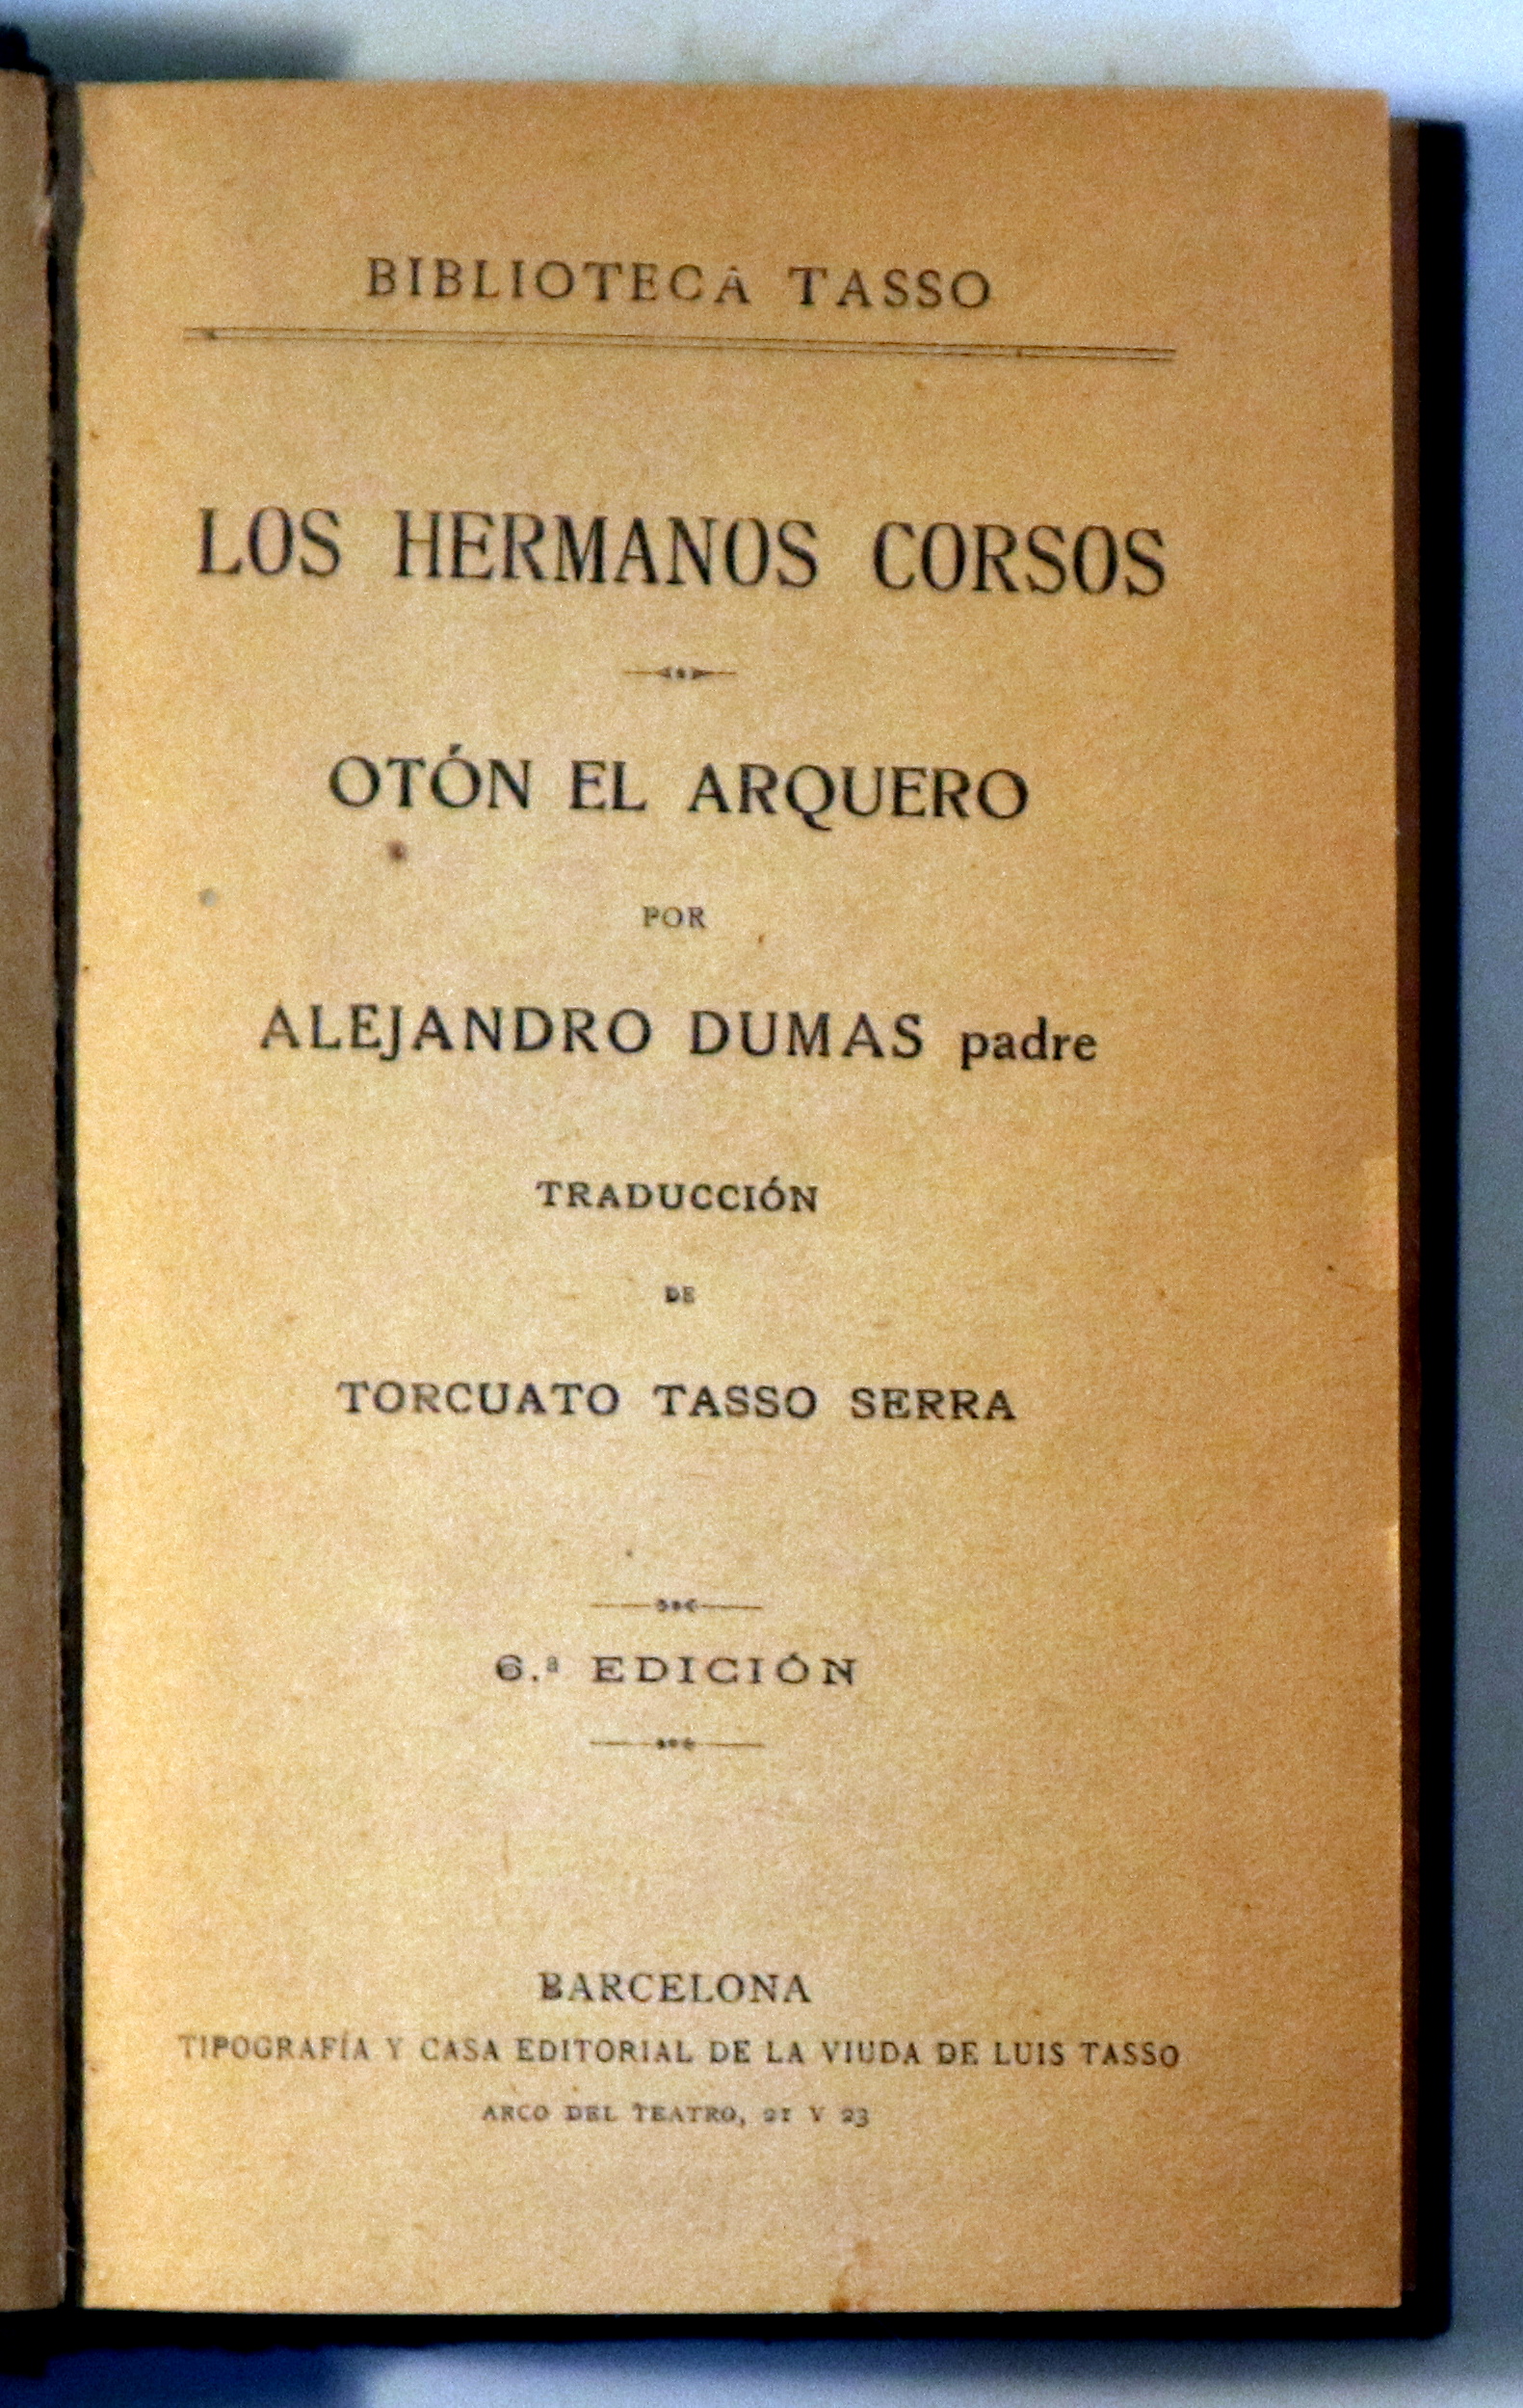 BIBLIOTECA TASSO
LOS HERMANOS CORSOS
OTÓN EL ARQUERO
POR
ALEJANDRO DUMAS padre
TRADUCCIÓN
DE
TORCUATO TASSO SERRA
6.ª EDICIÓN
BARCELONA
TIPOGRAFÍA Y CASA EDITORIAL DE LA VIUDA DE LUIS TASSO
ARCO DEL TEATRO, 21 Y 23